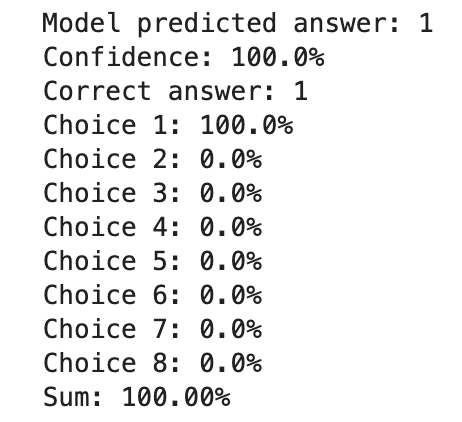 Model predicted answer: 1
Confidence: 100.0%
Correct answer: 1
Choice 1: 100.0%
Choice 2: 0.0%
Choice 3: 0.0%
Choice 4: 0.0%
Choice 5: 0.0%
Choice 6: 0.0%
Choice 7: 0.0%
Choice 8: 0.0%
Sum: 100.00%